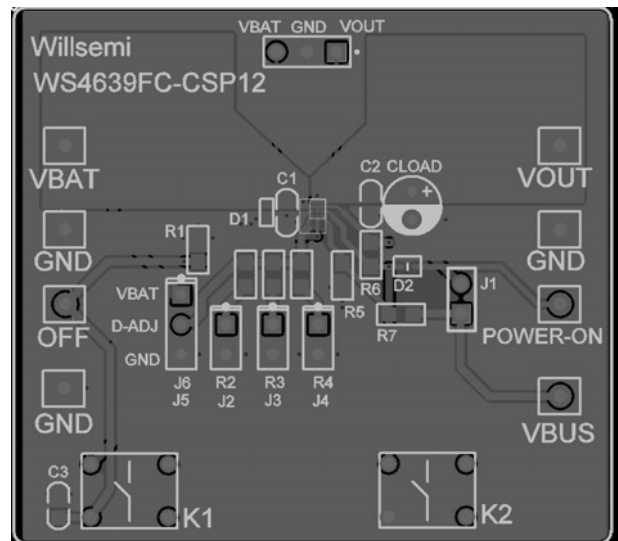 VBAT GND VOUT
Willsemi
WS4639FC-CSP12
C1
C2 CLOAD
+
VBAT
VOUT
D1
R1
GND
GND
R6
D2
J1
VBAT
R5
D-ADJ
OFF
R7
POWER-ON
GND
J6 R2 R3 R4
J5 J2 J3 J4
GND
VBUS
C3
K1
K2